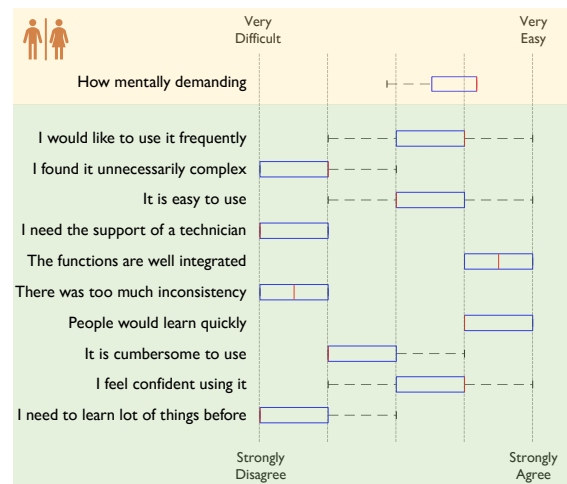 Very
Difficult
Very
Easy
How mentally demanding
I would like to use it frequently
I found it unnecessarily complex
It is easy to use
I need the support of a technician
The functions are well integrated
There was too much inconsistency
People would learn quickly
It is cumbersome to use
I feel confident using it
I need to learn lot of things before
Strongly
Disagree
Strongly
Agree